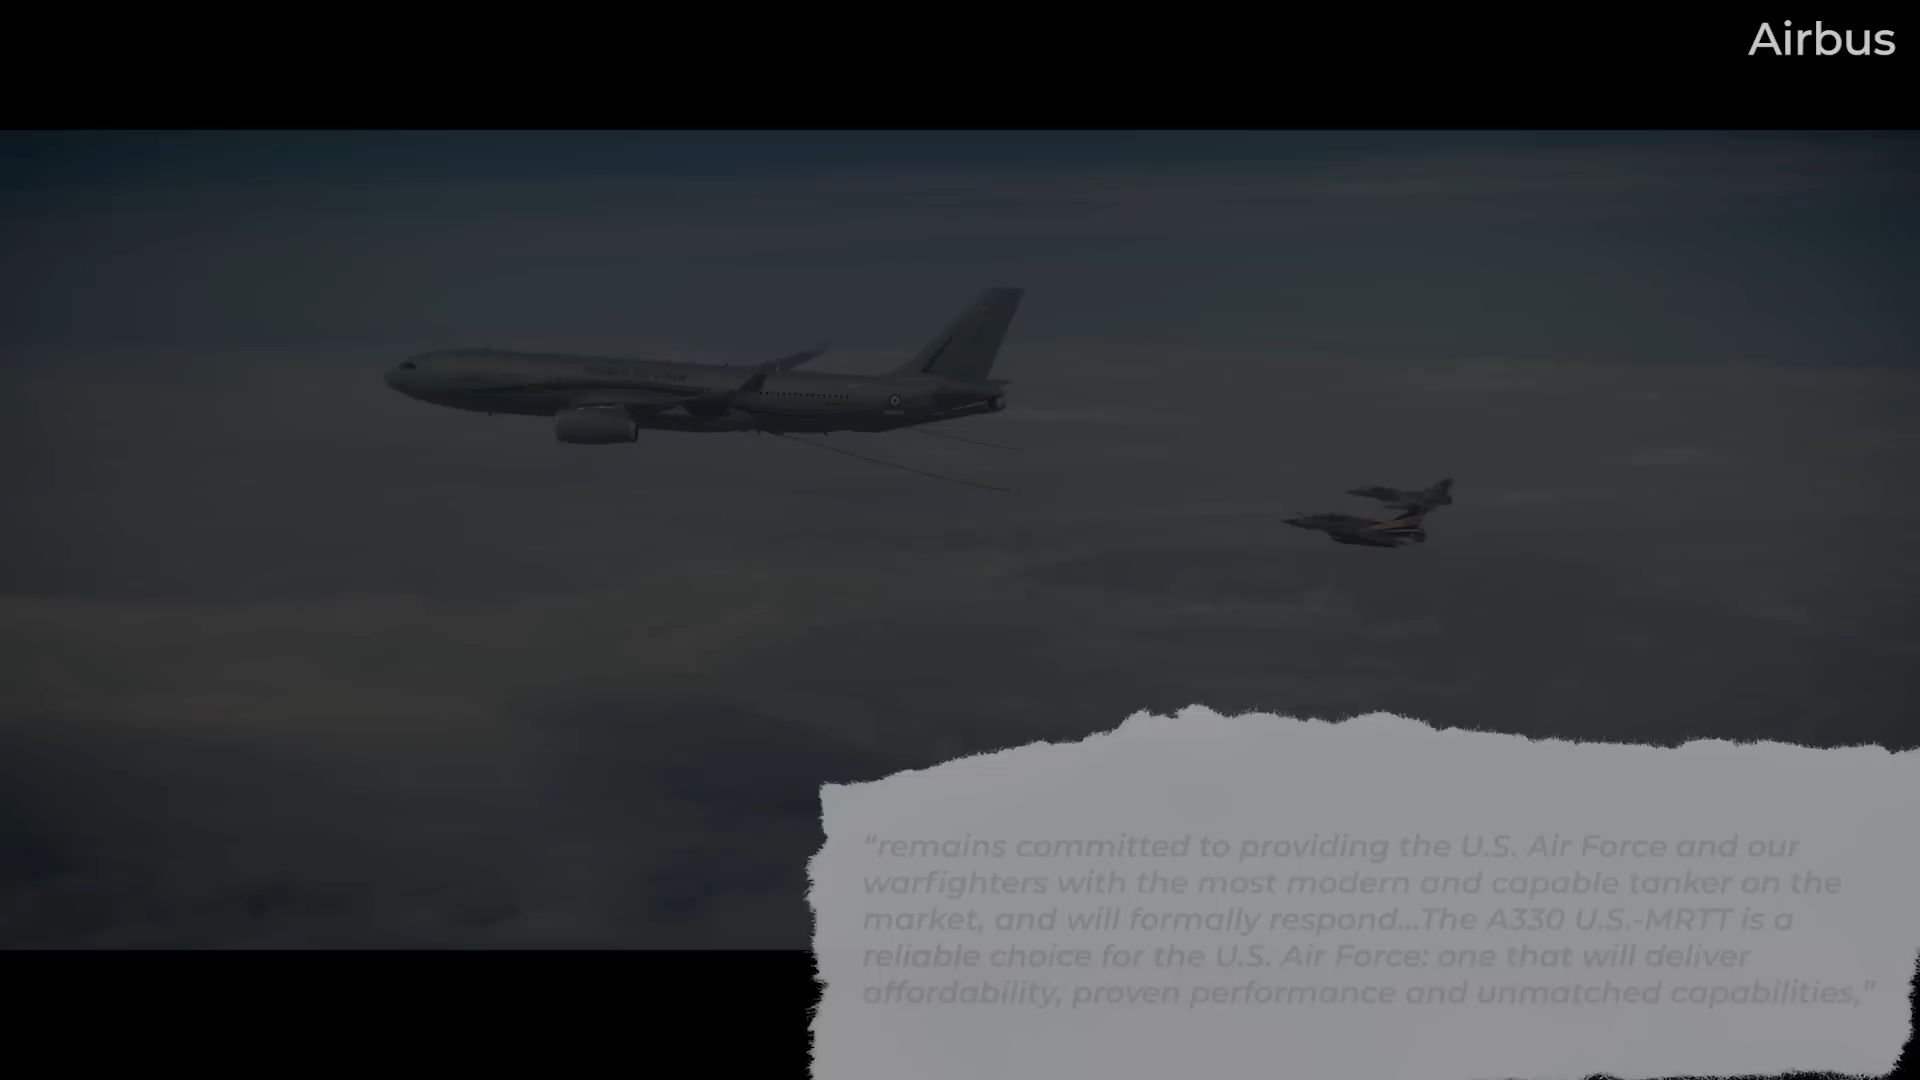 Airbus
“remains committed to providing the U.S. Air Force and our
warfighters with the most modern and capable tanker on the
market, and will formally respond...The A330 U.S.-MRTT is a
reliable choice for the U.S. Air Force: one that will deliver
affordability, proven performance and unmatched capabilities,”